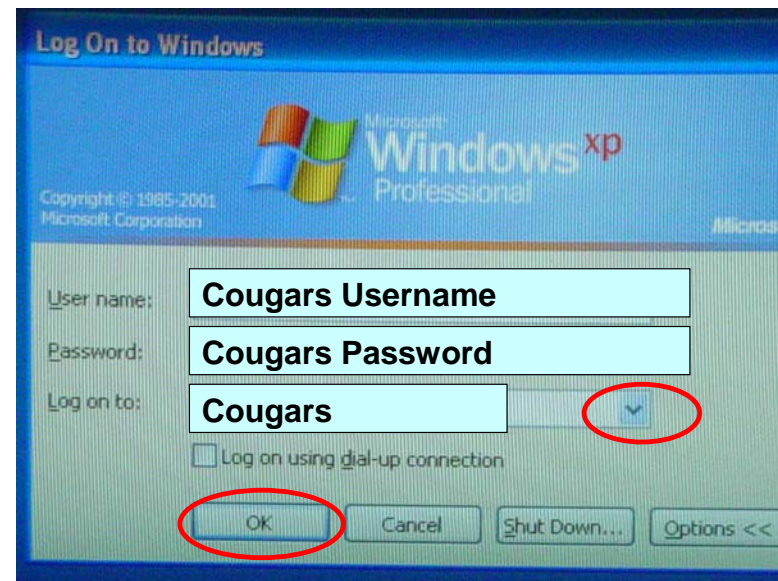 Log On to Windows
Microsoft®
Windows xp
Professional
Copyright © 1985-2001
Microsoft Corporation
Micros
User name:
Cougars Username
Password:
Cougars Password
Log on to:
Cougars
Log on using dial-up connection
OK
Cancel
Shut Down...
Options <<